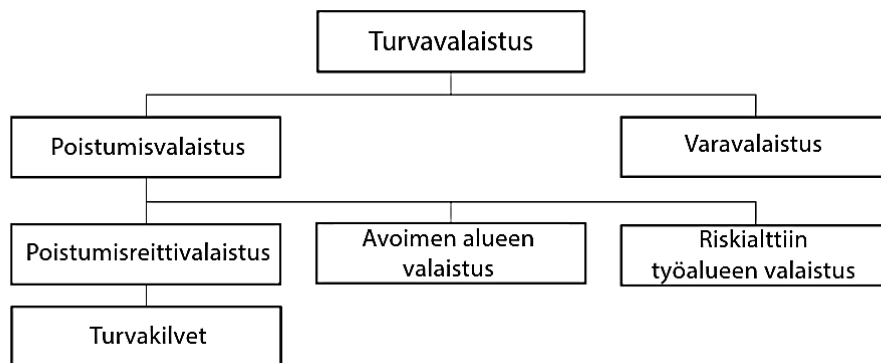 Turvavalaistus
Poistumisvalaistus
Varavalaistus
Poistumisreittivalaistus
Avoimen alueen
valaistus
Riskialttiin
työalueen valaistus
Turvakilvet